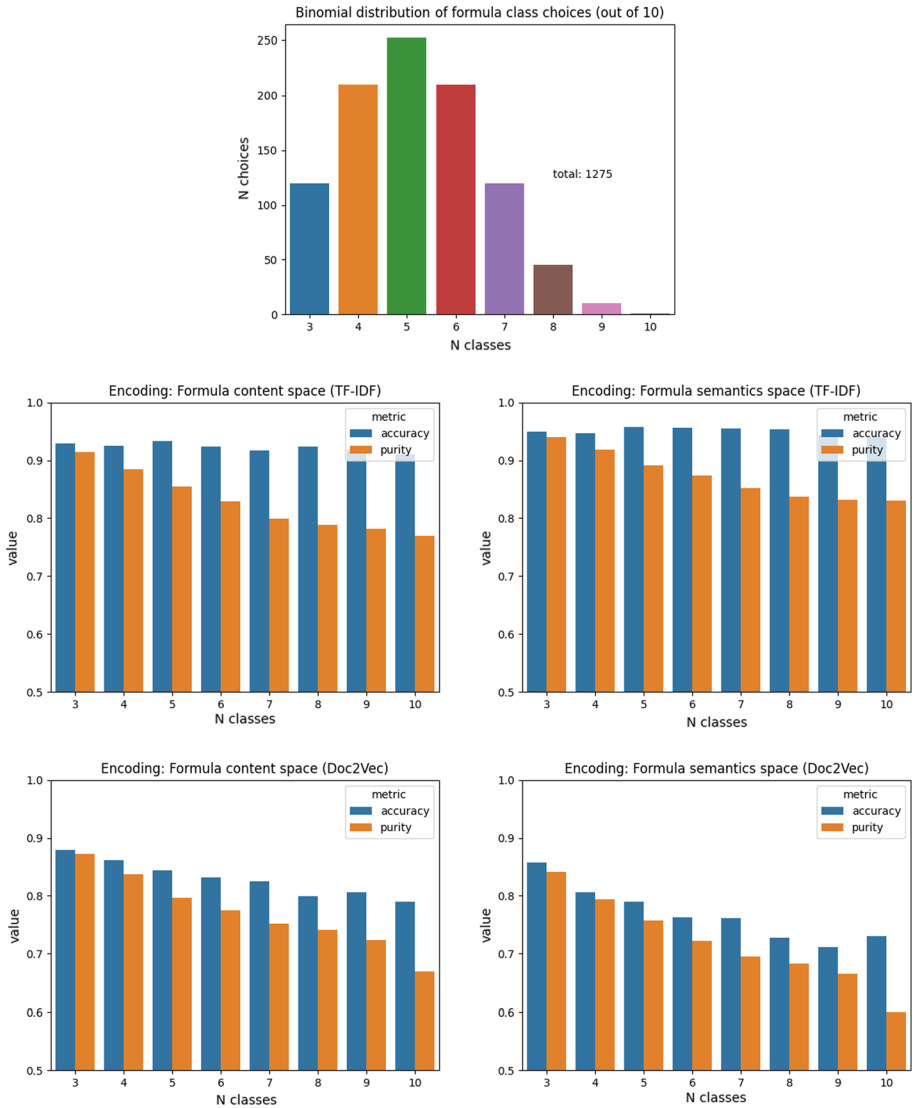 Binomial distribution of formula class choices (out of 10)
250
200
150
100
50
0
N choices
total: 1275
3 4 5 6 7 8 9 10
N classes
Encoding: Formula content space (TF-IDF)
1.0
0.9
0.8
0.7
0.6
0.5
value
metric
accuracy
purity
3 4 5 6 7 8 9 10
N classes
Encoding: Formula semantics space (TF-IDF)
1.0
0.9
0.8
0.7
0.6
0.5
value
metric
accuracy
purity
3 4 5 6 7 8 9 10
N classes
Encoding: Formula content space (Doc2Vec)
1.0
0.9
0.8
0.7
0.6
0.5
value
metric
accuracy
purity
3 4 5 6 7 8 9 10
N classes
Encoding: Formula semantics space (Doc2Vec)
1.0
0.9
0.8
0.7
0.6
0.5
value
metric
accuracy
purity
3 4 5 6 7 8 9 10
N classes